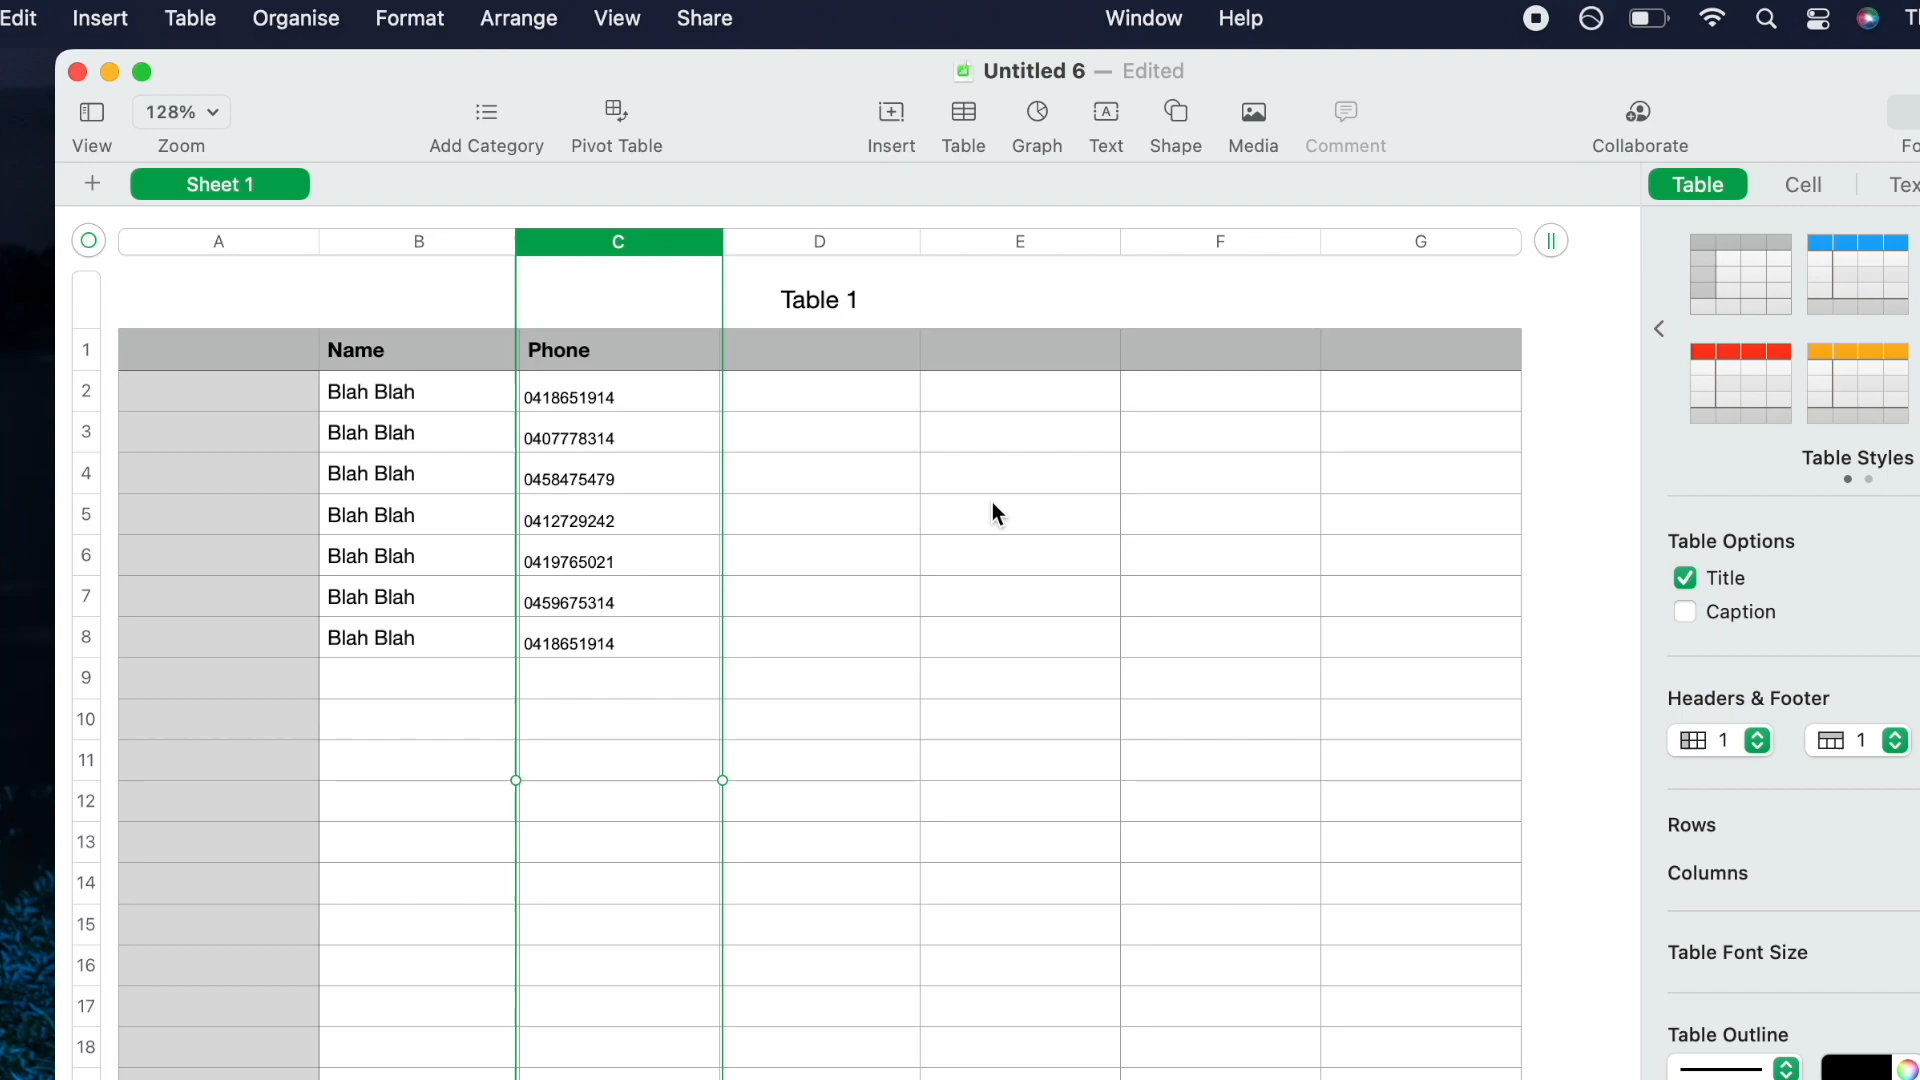 Edit Insert Table Organise Format Arrange View Share Window Help
Untitled 6 — Edited
128%
View Zoom Add Category Pivot Table Insert Table Graph Text Shape Media Comment Collaborate
+ Sheet 1 Table Cell
A B C D E F G
Table 1
1 Name Phone
2 Blah Blah 0418651914
3 Blah Blah 0407778314
4 Blah Blah 0458475479
5 Blah Blah 0412729242
6 Blah Blah 0419765021
7 Blah Blah 0459675314
8 Blah Blah 0418651914
9
10
11
12
13
14
15
16
17
18
Table Styles
Table Options
Title
Caption
Headers & Footer
1 1
Rows
Columns
Table Font Size
Table Outline